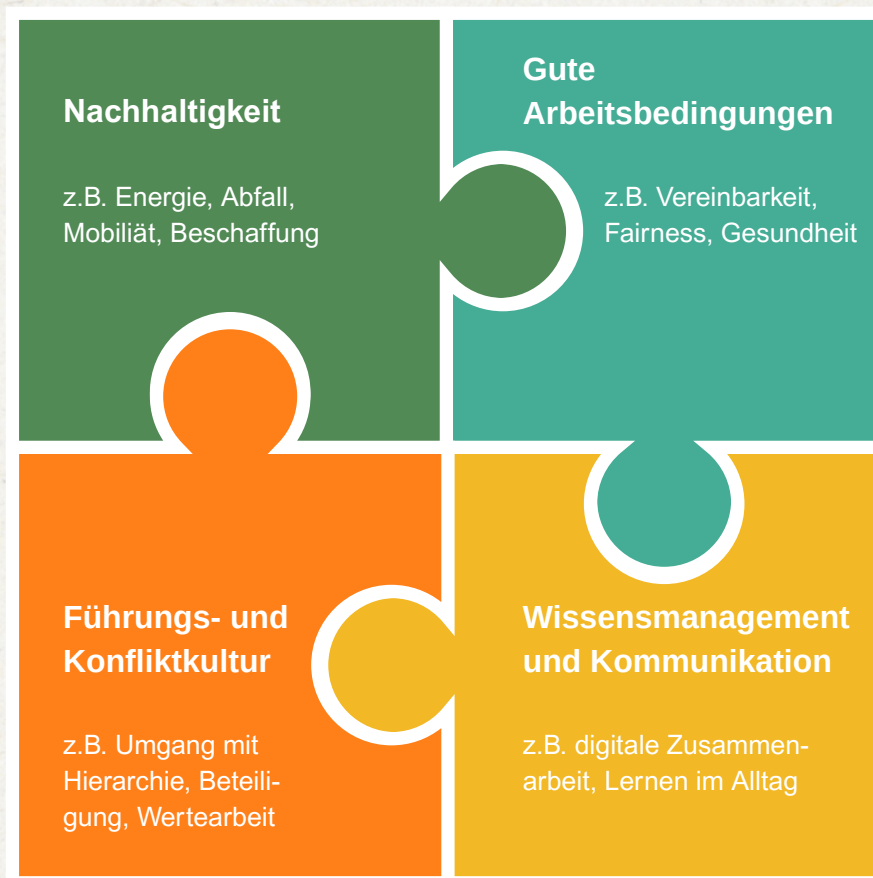 Nachhaltigkeit
z.B. Energie, Abfall,
Mobiliät, Beschaffung
Gute
Arbeitsbedingungen
z.B. Vereinbarkeit,
Fairness, Gesundheit
Führungs- und
Konfliktkultur
z.B. Umgang mit
Hierarchie, Beteili-
gung, Wertearbeit
Wissensmanagement
und Kommunikation
z.B. digitale Zusammen-
arbeit, Lernen im Alltag